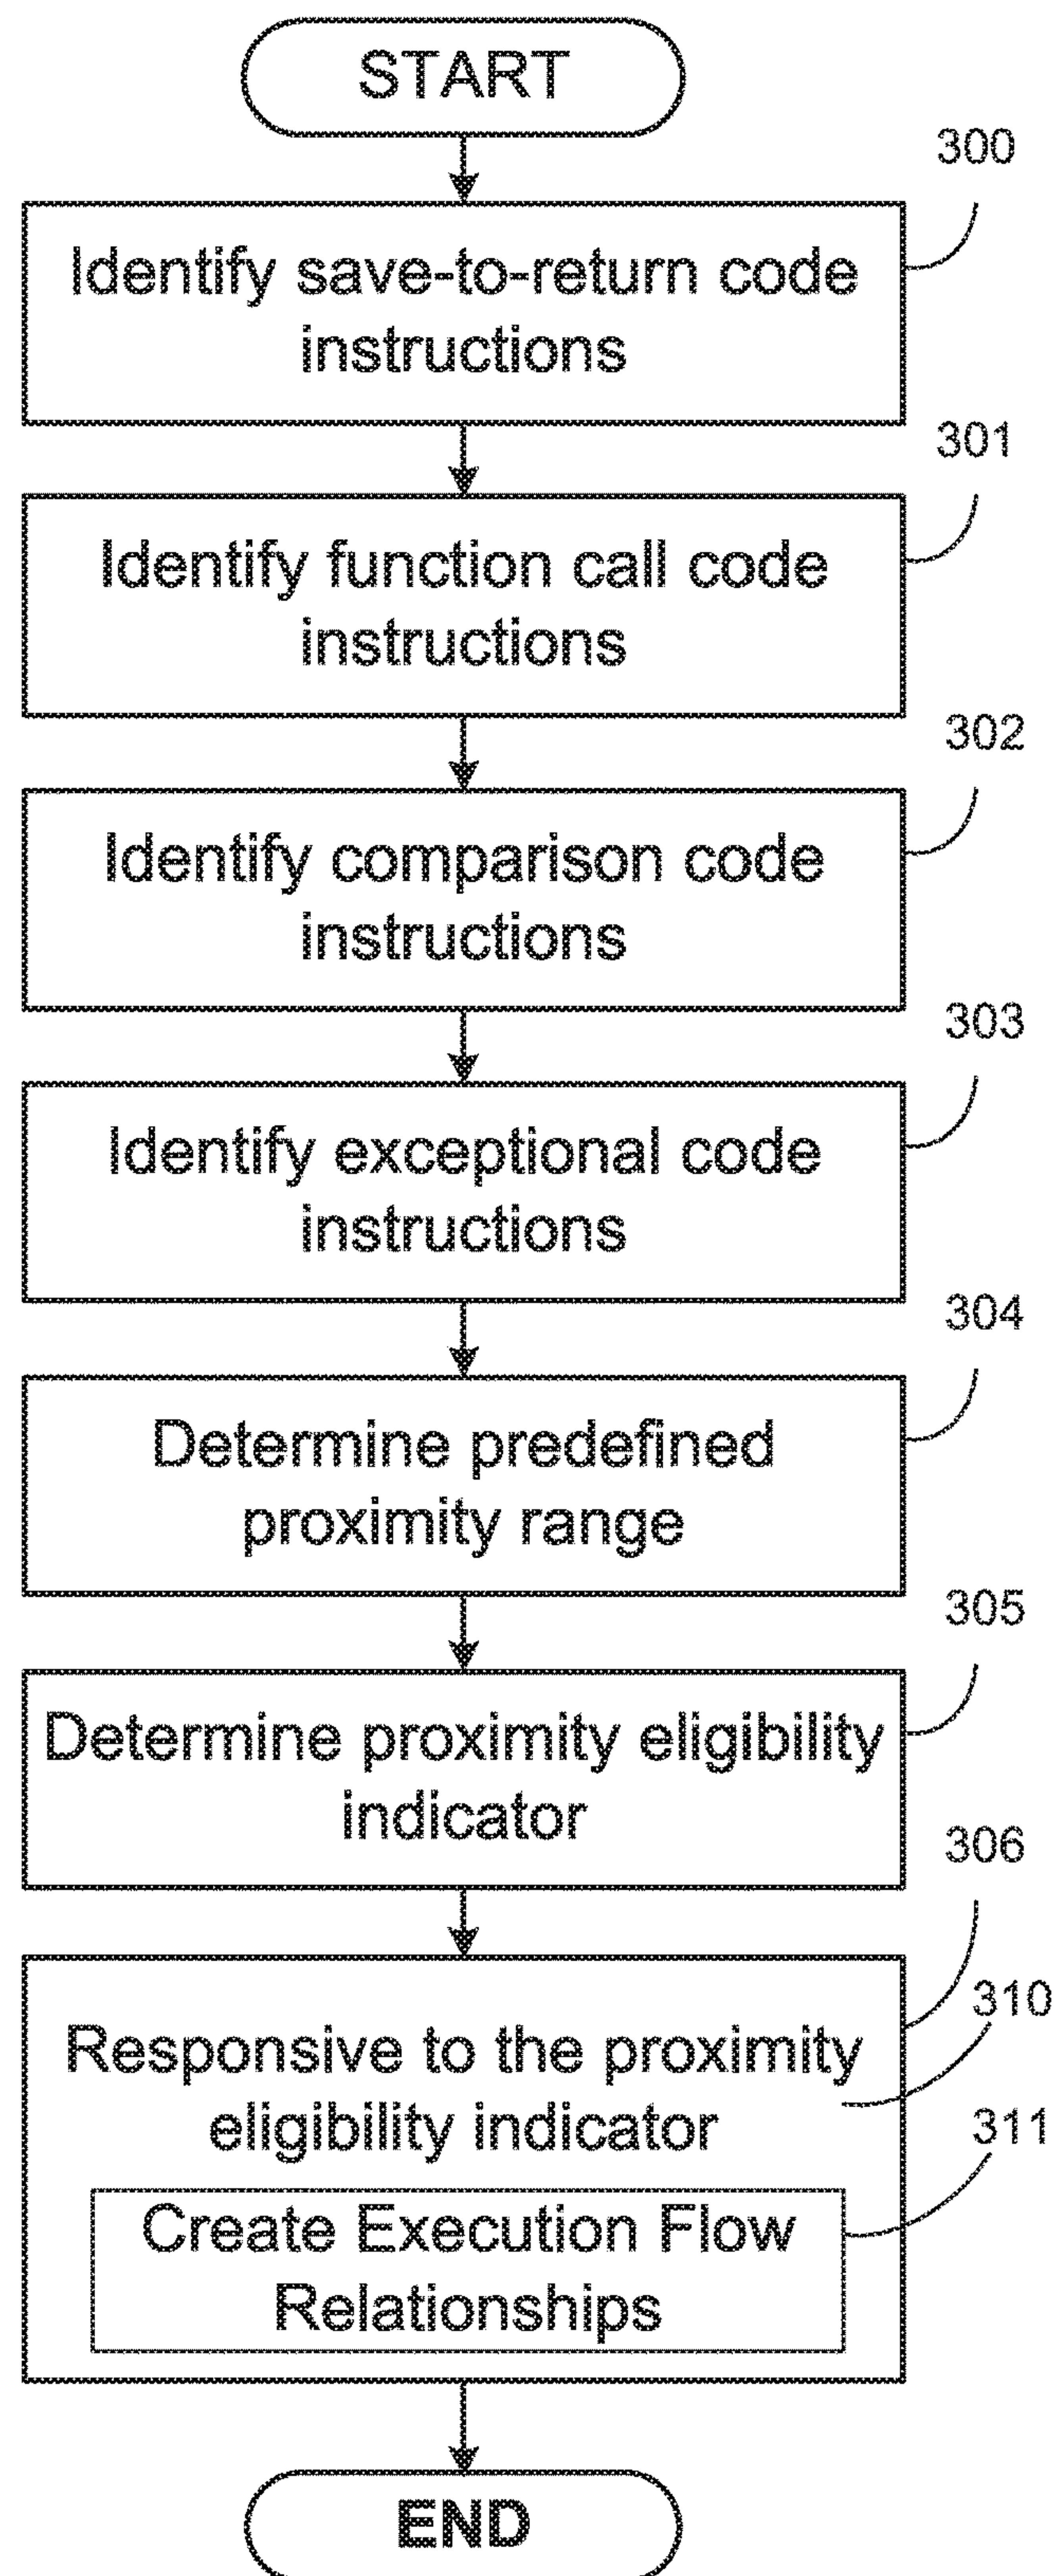 START
300
Identify save-to-return code
instructions
301
Identify function call code
instructions
302
Identify comparison code
instructions
303
Identify exceptional code
instructions
304
Determine predefined
proximity range
305
Determine proximity eligibility
indicator
306
310
Responsive to the proximity
eligibility indicator
311
Create Execution Flow
Relationships
END